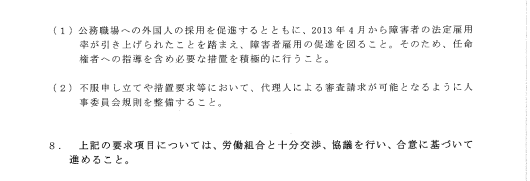 （１）公務職場への外国人の採用を促進するとともに、2013 年 4 月から障害者の法定雇用
率が引き上げられたことを踏まえ、障害者雇用の促進を図ること。そのため、任命
権者への指導を含め必要な措置を積極的に行うこと。
（２）不服申し立てや措置要求等において、代理人による審査請求が可能となるように人
事委員会規則を整備すること。
８．　上記の要求項目については、労働組合と十分交渉、協議を行い、合意に基づいて
進めること。